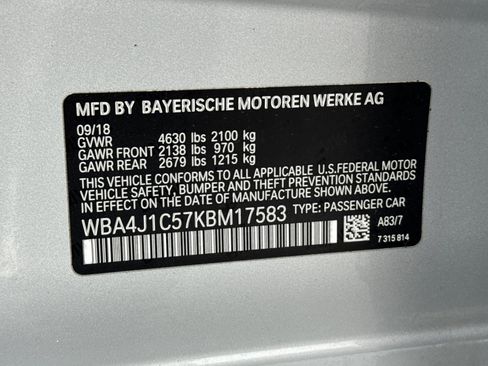 MFD BY BAYERISCHE MOTOREN WERKE AG
09/18
GVWR 4630 lbs 2100 kg
GAWR FRONT 2138 lbs 970 kg
GAWR REAR 2679 lbs 1215 kg
THIS VEHICLE CONFORMS TO ALL APPLICABLE U.S.FEDERAL MOTOR
VEHICLE SAFETY, BUMPER AND THEFT PREVENTION STANDARDS
IN EFFECT ON THE DATE OF MANUFACTURE SHOWN ABOVE.
WBA4J1C57KBM17583 TYPE: PASSENGER CAR
A83/7
7 315 814